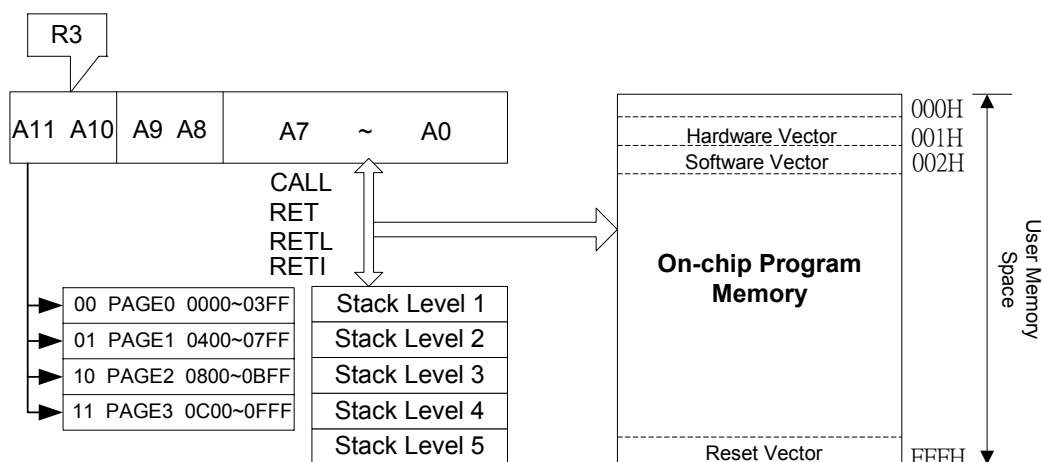 R3
A11 A10 A9 A8 A7 ~ A0
CALL
RET
RETL
RETI
00 PAGE0 0000~03FF
01 PAGE1 0400~07FF
10 PAGE2 0800~0BFF
11 PAGE3 0C00~0FFF
Stack Level 1
Stack Level 2
Stack Level 3
Stack Level 4
Stack Level 5
000H
Hardware Vector 001H
Software Vector 002H
On-chip Program
Memory
Reset Vector FFFH
User Memory
Space